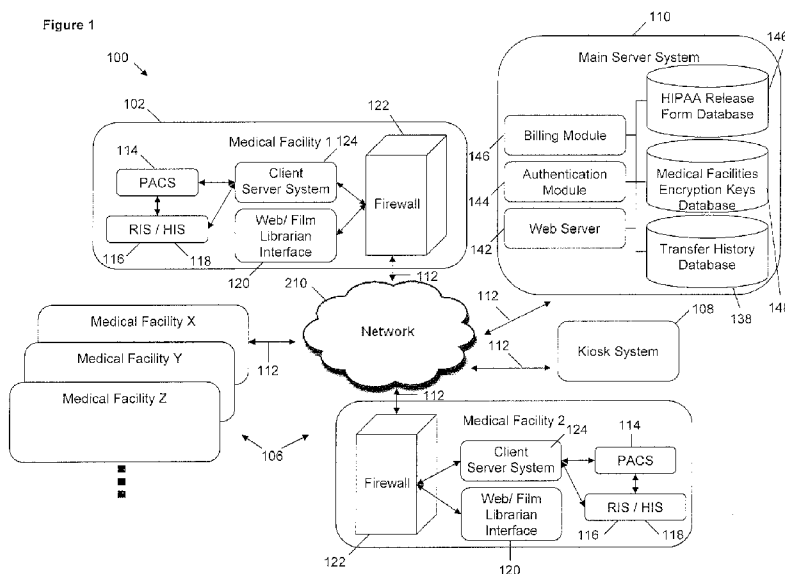 Figure 1
100
102
Medical Facility 1
114
PACS
RIS / HIS
116
118
124
Client
Server System
Web/ Film
Librarian
Interface
120
122
Firewall
112
110
Main Server System
146
HIPAA Release
Form Database
Billing Module
146
Authentication
Module
144
Medical Facilities
Encryption Keys
Database
Web Server
142
Transfer History
Database
138
210
Network
112
112
108
Kiosk System
Medical Facility X
Medical Facility Y
Medical Facility Z
112
106
112
Medical Facility 2
Firewall
122
124
Client
Server System
Web/ Film
Librarian
Interface
120
114
PACS
RIS / HIS
116
118